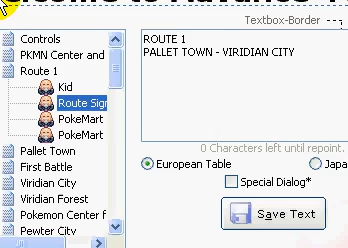 Textbox-Border
Controls
PKMN Center and
Route 1
Kid
Route Sign
PokeMart
PokeMart
Pallet Town
First Battle
Viridian City
Viridian Forest
Pokemon Center f
Pewter City
ROUTE 1
PALLET TOWN - VIRIDIAN CITY
0 Characters left until repoint.
European Table
Japa
Special Dialog*
Save Text